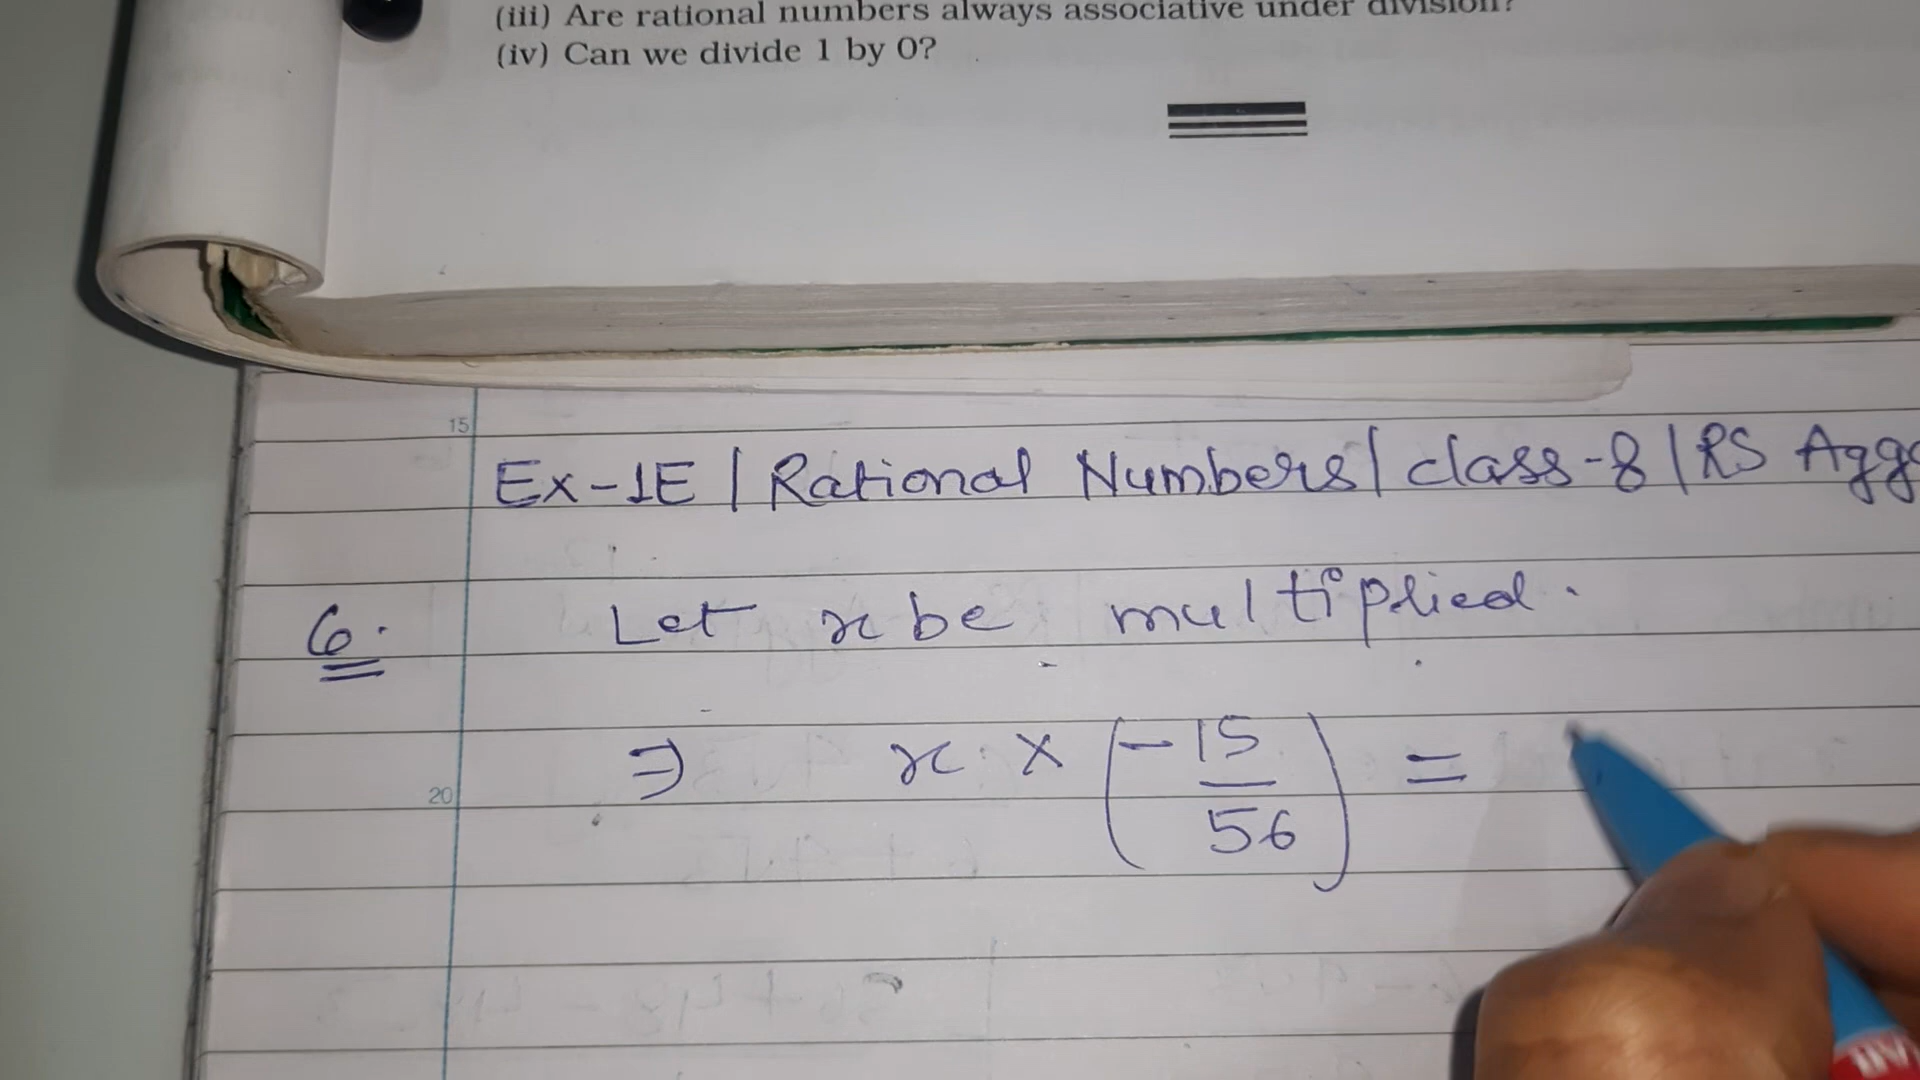 (iii) Are rational numbers always associative under division?
(iv) Can we divide 1 by 0?
15
Ex-1E | Rational Numbers | class-8 | RS Agg
6. Let x be multiplied.
⇒ x × (-15/56) =
20